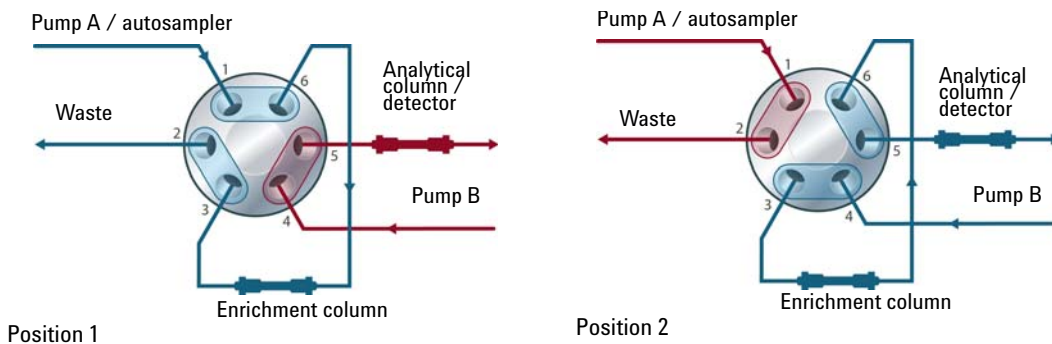 Pump A / autosampler
1
6
Analytical
column /
detector
Waste
2
5
Pump B
3
4
Enrichment column
Position 1
Pump A / autosampler
1
6
Analytical
column /
detector
Waste
2
5
Pump B
3
4
Enrichment column
Position 2